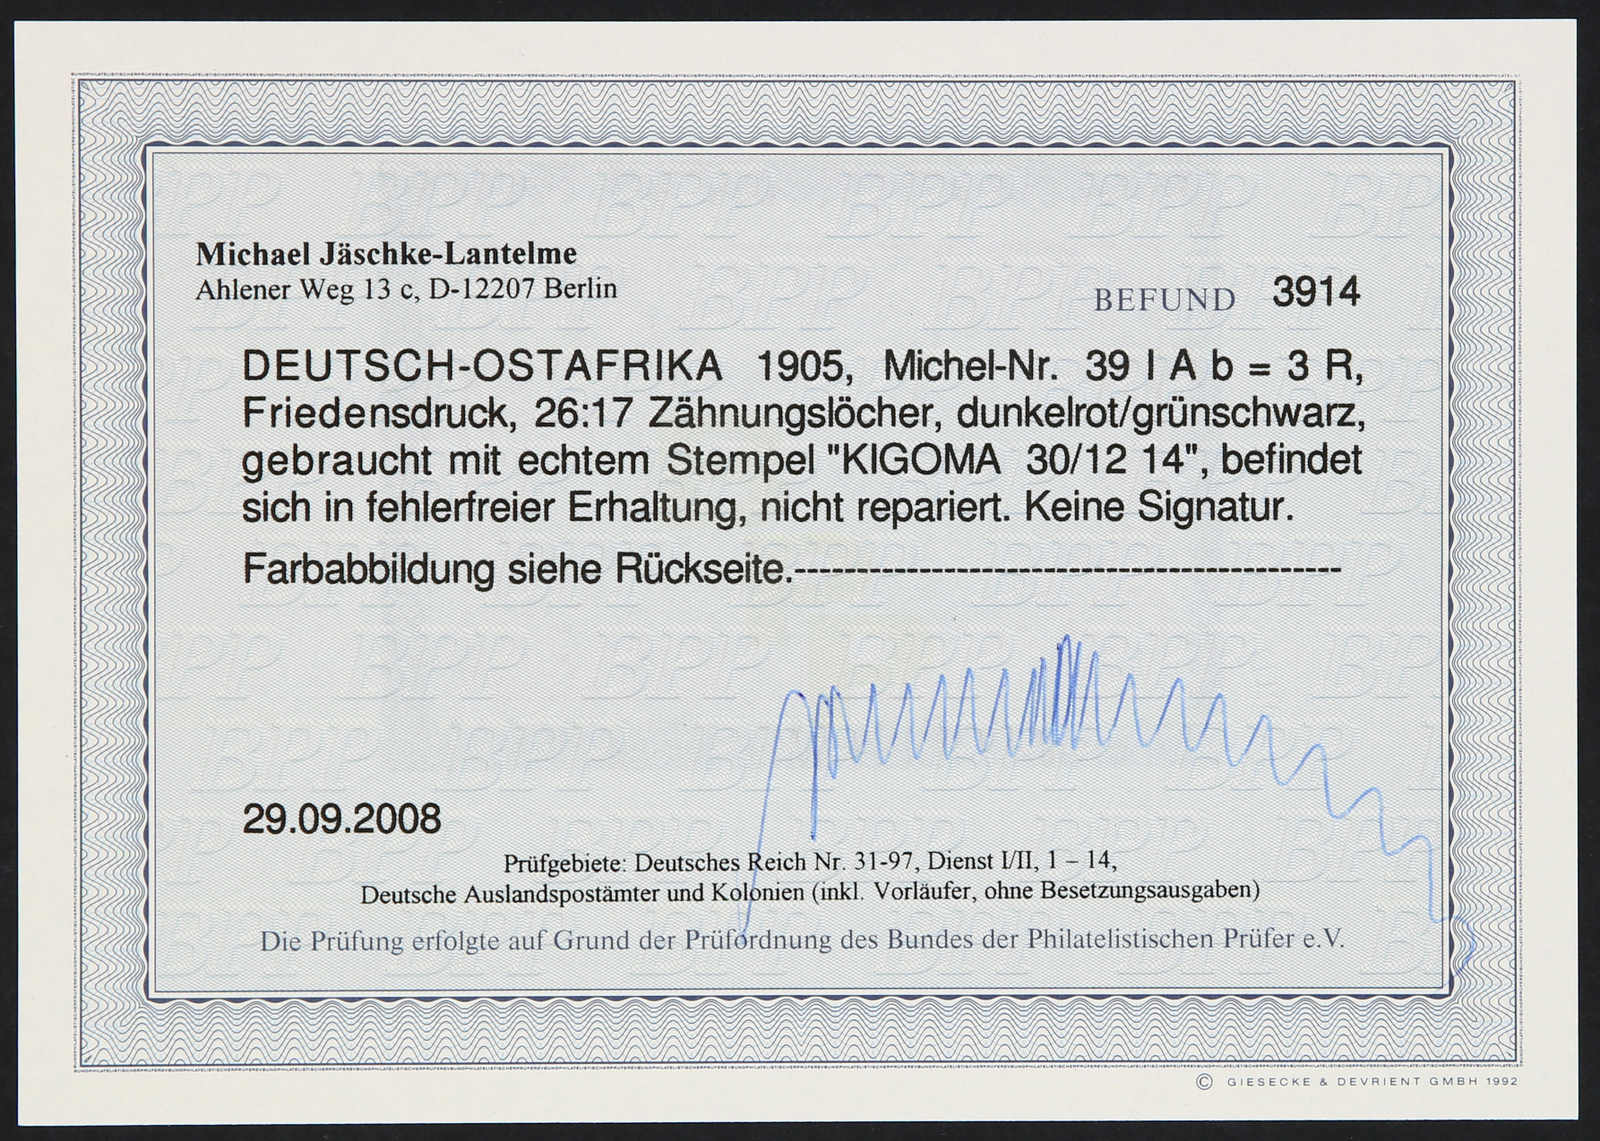 Michael Jäschke-Lantelme
Ahlener Weg 13 c, D-12207 Berlin
BEFUND 3914
DEUTSCH-OSTAFRIKA 1905, Michel-Nr. 39 I A b = 3 R,
Friedensdruck, 26:17 Zähnungslöcher, dunkelrot/grünschwarz,
gebraucht mit echtem Stempel "KIGOMA 30/12 14", befindet
sich in fehlerfreier Erhaltung, nicht repariert. Keine Signatur.
Farbabbildung siehe Rückseite.--------------------------------------------
29.09.2008
Prüfgebiete: Deutsches Reich Nr. 31-97, Dienst I/II, 1 – 14,
Deutsche Auslandspostämter und Kolonien (inkl. Vorläufer, ohne Besetzungsausgaben)
Die Prüfung erfolgte auf Grund der Prüfordnung des Bundes der Philatelistischen Prüfer e.V.
© GIESECKE & DEVRIENT GMBH 1992